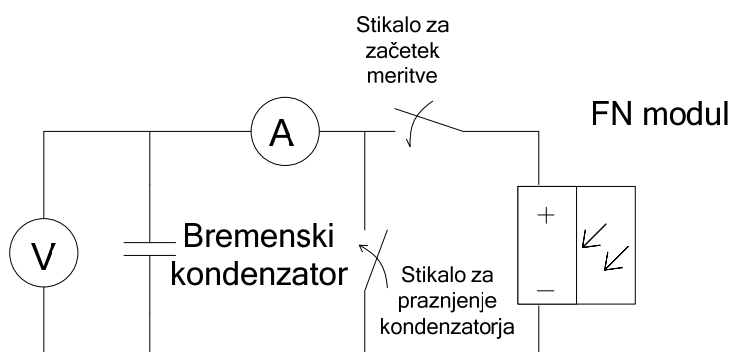 Stikalo za
začetek
meritve
FN modul
A
+
Bremenski
kondenzator
V
Stikalo za
praznjenje
kondenzatorja
–